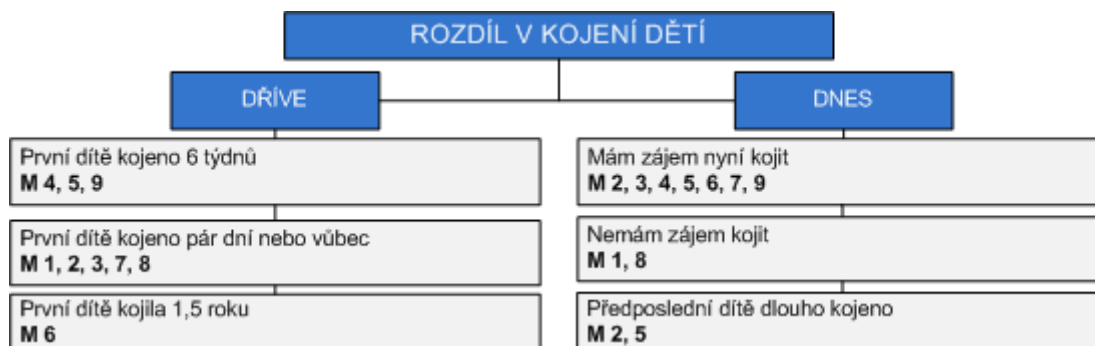 ROZDÍL V KOJENÍ DĚTÍ
DŘÍVE
První dítě kojeno 6 týdnů
M 4, 5, 9
První dítě kojeno pár dní nebo vůbec
M 1, 2, 3, 7, 8
První dítě kojila 1,5 roku
M 6
DNES
Mám zájem nyní kojit
M 2, 3, 4, 5, 6, 7, 9
Nemám zájem kojit
M 1, 8
Předposlední dítě dlouho kojeno
M 2, 5